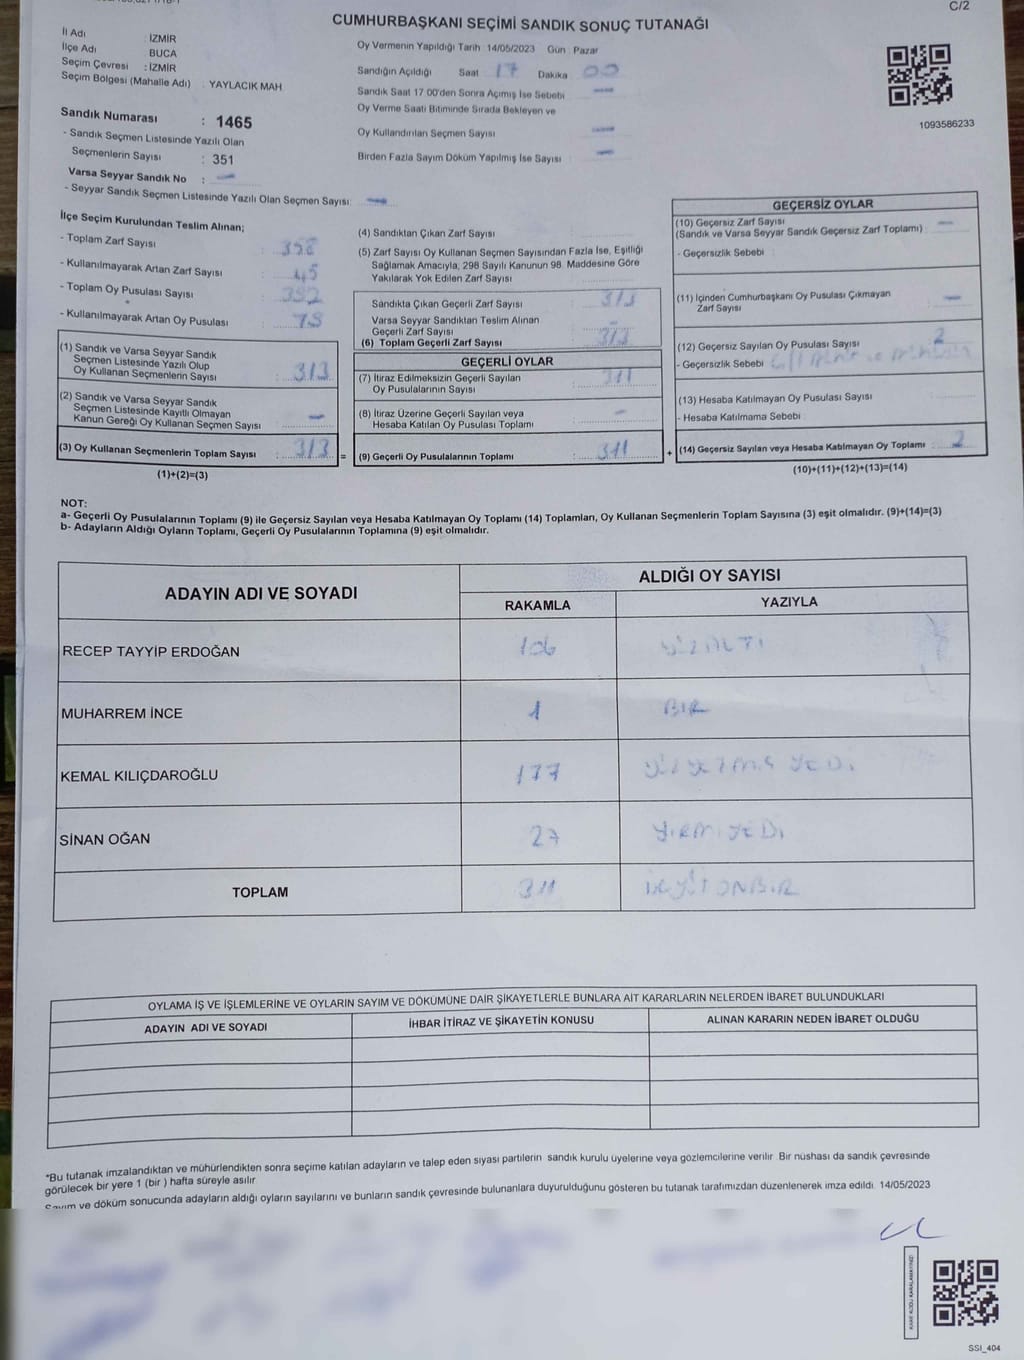 C/2
CUMHURBAŞKANI SEÇİMİ SANDIK SONUÇ TUTANAĞI
İl Adı : İZMİR
İlçe Adı : BUCA
Seçim Çevresi : İZMİR
Seçim Bölgesi (Mahalle Adı) : YAYLACIK MAH
Oy Vermenin Yapıldığı Tarih 14/05/2023 Gün : Pazar
Sandığın Açıldığı Saat 17 Dakika 00
Sandık Saat 17 00'den Sonra Açımış İse Sebebi
Oy Verme Saati Bitiminde Sırada Bekleyen ve
Oy Kullandırılan Seçmen Sayısı
Birden Fazla Sayım Döküm Yapılmış İse Sayısı
1093586233
Sandık Numarası : 1465
- Sandık Seçmen Listesinde Yazılı Olan
Seçmenlerin Sayısı : 351
Varsa Seyyar Sandık No : —
- Seyyar Sandık Seçmen Listesinde Yazılı Olan Seçmen Sayısı: —
İlçe Seçim Kurulundan Teslim Alınan;
- Toplam Zarf Sayısı : 358
- Kullanılmayarak Artan Zarf Sayısı : 45
- Toplam Oy Pusulası Sayısı :
- Kullanılmayarak Artan Oy Pusulası :
(1) Sandık ve Varsa Seyyar Sandık
Seçmen Listesinde Yazılı Olup
Oy Kullanan Seçmenlerin Sayısı : 313
(2) Sandık ve Varsa Seyyar Sandık
Seçmen Listesinde Kayıtlı Olmayan
Kanun Gereği Oy Kullanan Seçmen Sayısı : —
(3) Oy Kullanan Seçmenlerin Toplam Sayısı : 313 =
(1)+(2)=(3)
(4) Sandıktan Çıkan Zarf Sayısı :
(5) Zarf Sayısı Oy Kullanan Seçmen Sayısından Fazla İse, Eşitliği
Sağlamak Amacıyla; 298 Sayılı Kanunun 98. Maddesine Göre
Yakılarak Yok Edilen Zarf Sayısı :
Sandıkta Çıkan Geçerli Zarf Sayısı : 313
Varsa Seyyar Sandıktan Teslim Alınan
Geçerli Zarf Sayısı : —
(6) Toplam Geçerli Zarf Sayısı : 313
GEÇERLİ OYLAR
(7) İtiraz Edilmeksizin Geçerli Sayılan
Oy Pusulalarının Sayısı : 311
(8) İtiraz Üzerine Geçerli Sayılan veya
Hesaba Katılan Oy Pusulası Toplamı : —
(9) Geçerli Oy Pusulalarının Toplamı : 311 +
GEÇERSİZ OYLAR
(10) Geçersiz Zarf Sayısı
(Sandık ve Varsa Seyyar Sandık Geçersiz Zarf Toplamı) : —
- Geçersizlik Sebebi :
(11) İçinden Cumhurbaşkanı Oy Pusulası Çıkmayan
Zarf Sayısı : —
(12) Geçersiz Sayılan Oy Pusulası Sayısı : 2
- Geçersizlik Sebebi :
(13) Hesaba Katılmayan Oy Pusulası Sayısı :
- Hesaba Katılmama Sebebi :
(14) Geçersiz Sayılan veya Hesaba Katılmayan Oy Toplamı : 2
(10)+(11)+(12)+(13)=(14)
NOT:
a- Geçerli Oy Pusulalarının Toplamı (9) ile Geçersiz Sayılan veya Hesaba Katılmayan Oy Toplamı (14) Toplamları, Oy Kullanan Seçmenlerin Toplam Sayısına (3) eşit olmalıdır. (9)+(14)=(3)
b- Adayların Aldığı Oyların Toplamı, Geçerli Oy Pusulalarının Toplamına (9) eşit olmalıdır.
ADAYIN ADI VE SOYADI ALDIĞI OY SAYISI
RAKAMLA YAZIYLA
RECEP TAYYİP ERDOĞAN 106 YÜZALTI
MUHARREM İNCE 1 BİR
KEMAL KILIÇDAROĞLU 177 YÜZYETMİŞ YEDİ
SİNAN OĞAN 27 YİRMİYEDİ
TOPLAM 311 ÜÇYÜZONBİR
OYLAMA İŞ VE İŞLEMLERİNE VE OYLARIN SAYIM VE DÖKÜMÜNE DAİR ŞİKAYETLERLE BUNLARA AİT KARARLARIN NELERDEN İBARET BULUNDUKLARI
ADAYIN ADI VE SOYADI İHBAR İTİRAZ VE ŞİKAYETİN KONUSU ALINAN KARARIN NEDEN İBARET OLDUĞU
*Bu tutanak imzalandıktan ve mühürlendikten sonra seçime katılan adayların ve talep eden siyasi partilerin sandık kurulu üyelerine veya gözlemcilerine verilir Bir nüshası da sandık çevresinde
görülecek bir yere 1 (bir ) hafta süreyle asılır
Sayım ve döküm sonucunda adayların aldığı oyların sayılarını ve bunların sandık çevresinde bulunanlara duyurulduğunu gösteren bu tutanak tarafımızdan düzenlenerek imza edildi. 14/05/2023
SSI_404